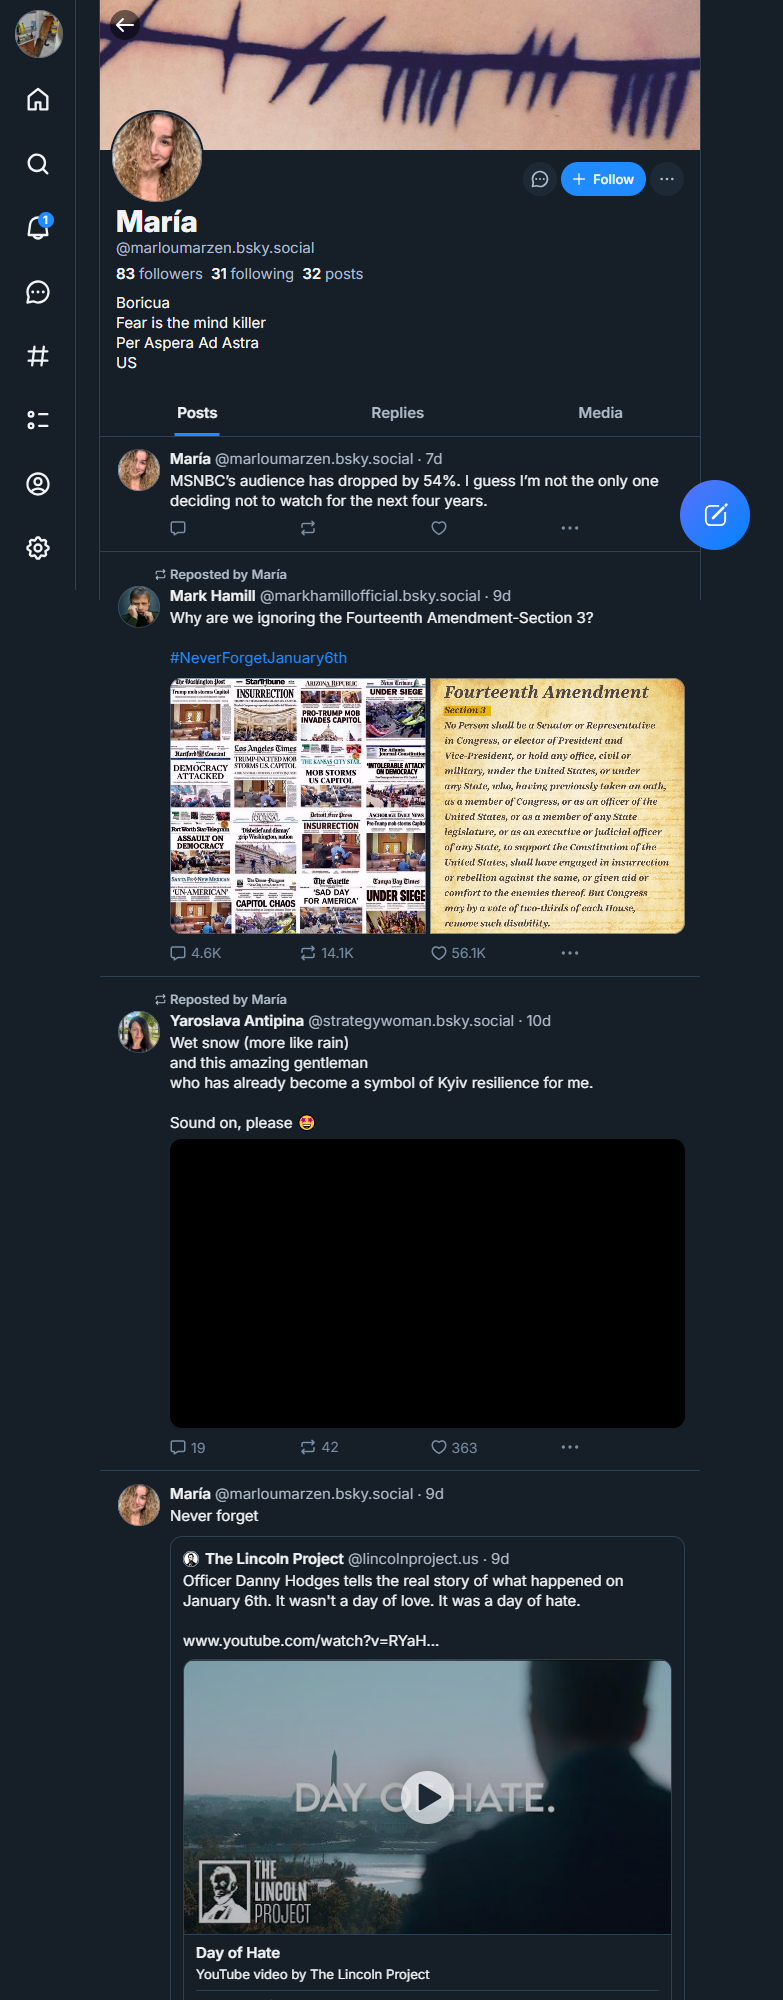 1
Follow
María
@marloumarzen.bsky.social
83 followers 31 following 32 posts
Boricua
Fear is the mind killer
Per Aspera Ad Astra
US
Posts Replies Media
María @marloumarzen.bsky.social · 7d
MSNBC’s audience has dropped by 54%. I guess I’m not the only one
deciding not to watch for the next four years.
Reposted by María
Mark Hamill @markhamillofficial.bsky.social · 9d
Why are we ignoring the Fourteenth Amendment-Section 3?
#NeverForgetJanuary6th
The Washington Post
Trump mob storms Capitol
StarTribune
INSURRECTION
ARIZONA REPUBLIC
PRO-TRUMP MOB
INVADES CAPITOL
News Tribune
UNDER SIEGE
Hartford Courant
DEMOCRACY
ATTACKED
Los Angeles Times
TRUMP-INCITED MOB
STORMS U.S. CAPITOL
THE KANSAS CITY STAR
MOB STORMS
US CAPITOL
The Atlanta
Journal-Constitution
'INTOLERABLE ATTACK
ON DEMOCRACY'
Fort Worth Star-Telegram
ASSAULT ON
DEMOCRACY
JOURNAL
'Disbelief and dismay'
grip Washington, nation
Detroit Free Press
INSURRECTION
ANCHORAGE DAILY NEWS
Pro-Trump mob storms Capitol
SANTA FE NEW MEXICAN
'UN-AMERICAN'
The Times-Picayune
CAPITOL CHAOS
The Gazette
'SAD DAY
FOR AMERICA'
Tampa Bay Times
UNDER SIEGE
Fourteenth Amendment
Section 3
No Person shall be a Senator or Representative
in Congress, or elector of President and
Vice-President, or hold any office, civil or
military, under the United States, or under
any State, who, having previously taken an oath,
as a member of Congress, or as an officer of the
United States, or as a member of any State
legislature, or as an executive or judicial officer
of any State, to support the Constitution of the
United States, shall have engaged in insurrection
or rebellion against the same, or given aid or
comfort to the enemies thereof. But Congress
may by a vote of two-thirds of each House,
remove such disability.
4.6K 14.1K 56.1K
Reposted by María
Yaroslava Antipina @strategywoman.bsky.social · 10d
Wet snow (more like rain)
and this amazing gentleman
who has already become a symbol of Kyiv resilience for me.
Sound on, please 🤩
19 42 363
María @marloumarzen.bsky.social · 9d
Never forget
The Lincoln Project @lincolnproject.us · 9d
Officer Danny Hodges tells the real story of what happened on
January 6th. It wasn't a day of love. It was a day of hate.
www.youtube.com/watch?v=RYaH...
DAY OF HATE.
THE
LINCOLN
PROJECT
Day of Hate
YouTube video by The Lincoln Project